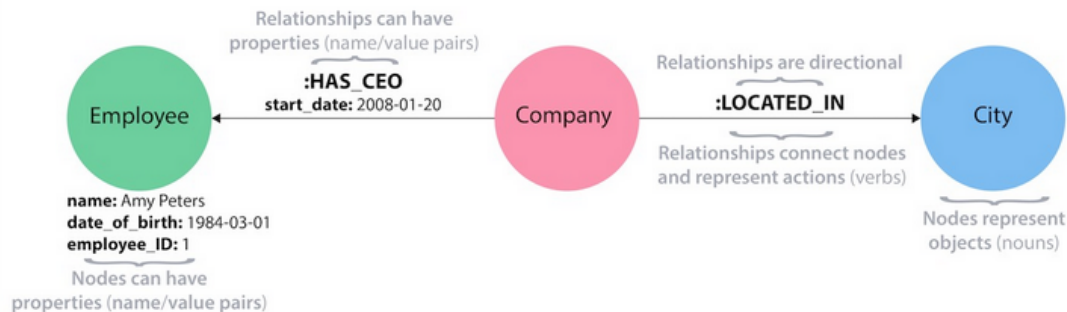 Relationships can have
properties (name/value pairs)
:HAS_CEO
start_date: 2008-01-20
Relationships are directional
:LOCATED_IN
Employee
Company
City
Relationships connect nodes
and represent actions (verbs)
name: Amy Peters
date_of_birth: 1984-03-01
employee_ID: 1
Nodes can have
properties (name/value pairs)
Nodes represent
objects (nouns)